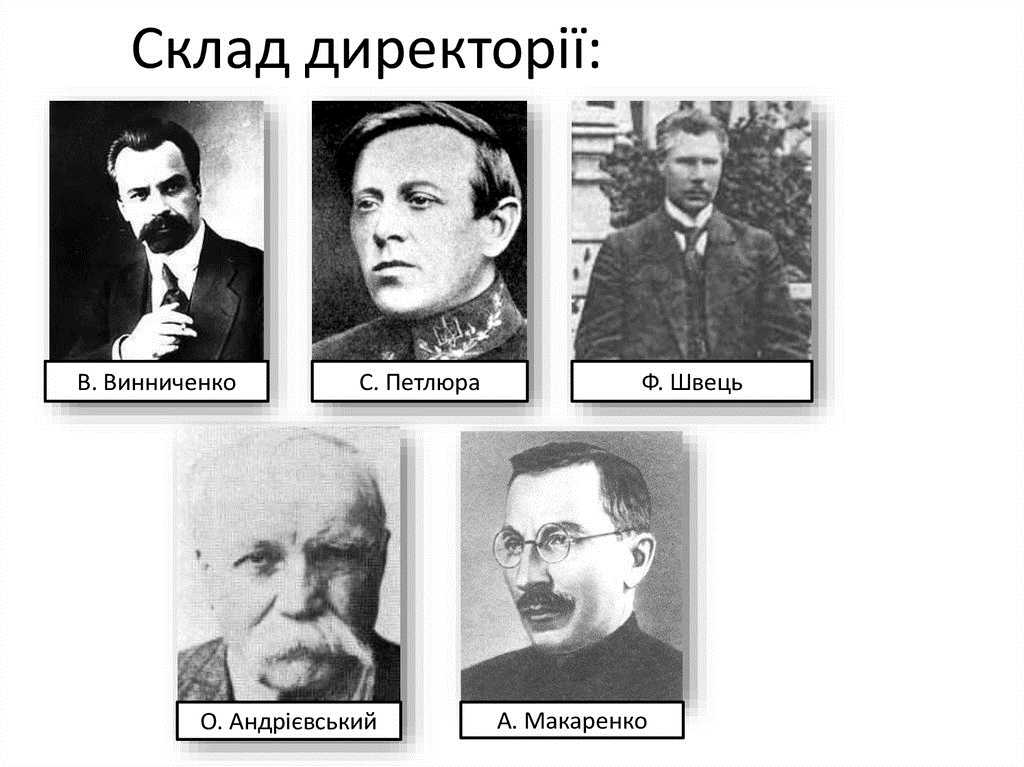 Склад директорії:
В. Винниченко
С. Петлюра
Ф. Швець
О. Андрієвський
А. Макаренко